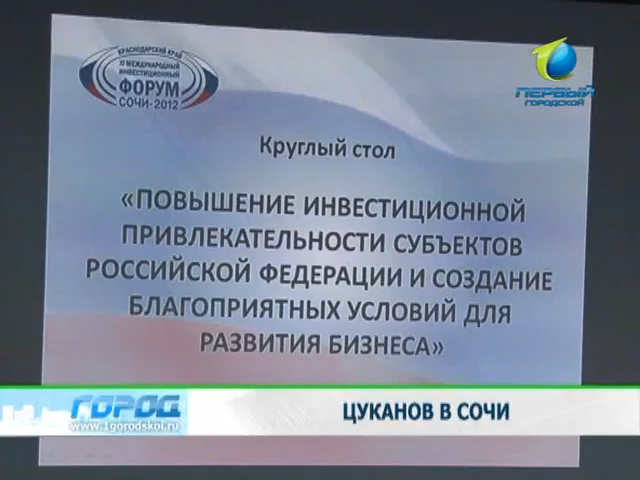 КРАСНОДАРСКИЙ КРАЙ
XI МЕЖДУНАРОДНЫЙ
ИНВЕСТИЦИОННЫЙ
ФОРУМ
СОЧИ-2012
ПЕРВЫЙ
ГОРОДСКОЙ
Круглый стол
«ПОВЫШЕНИЕ ИНВЕСТИЦИОННОЙ
ПРИВЛЕКАТЕЛЬНОСТИ СУБЪЕКТОВ
РОССИЙСКОЙ ФЕДЕРАЦИИ И СОЗДАНИЕ
БЛАГОПРИЯТНЫХ УСЛОВИЙ ДЛЯ
РАЗВИТИЯ БИЗНЕСА»
ГОРОД
www.1gorodskoi.ru
ЦУКАНОВ В СОЧИ